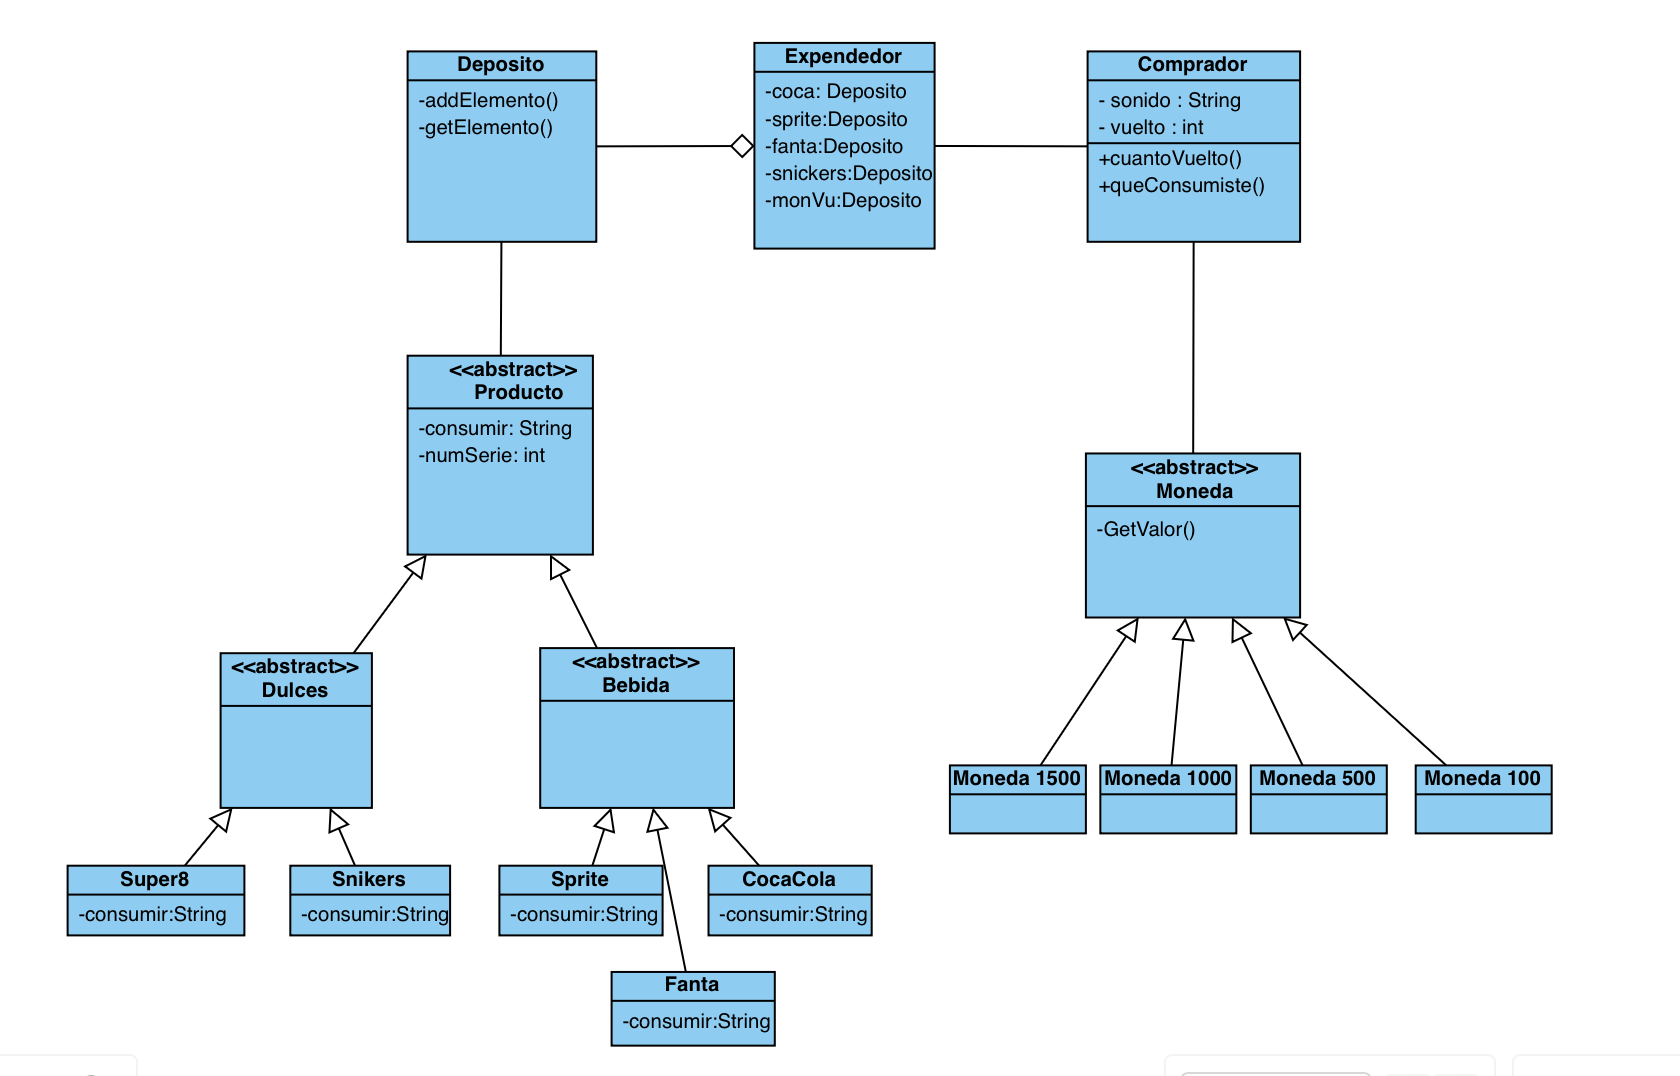 Deposito
-addElemento()
-getElemento()
Expendedor
-coca: Deposito
-sprite:Deposito
-fanta:Deposito
-snickers:Deposito
-monVu:Deposito
Comprador
- sonido : String
- vuelto : int
+cuantoVuelto()
+queConsumiste()
<<abstract>>
Producto
-consumir: String
-numSerie: int
<<abstract>>
Moneda
-GetValor()
<<abstract>>
Dulces
<<abstract>>
Bebida
Moneda 1500
Moneda 1000
Moneda 500
Moneda 100
Super8
-consumir:String
Snikers
-consumir:String
Sprite
-consumir:String
CocaCola
-consumir:String
Fanta
-consumir:String